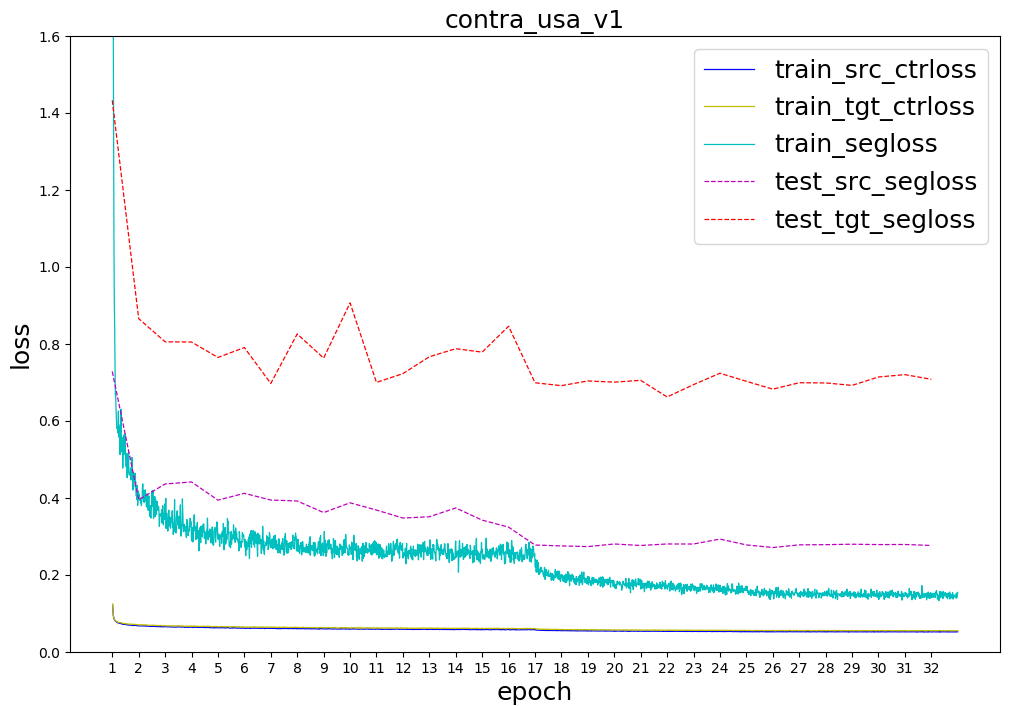 contra_usa_v1
1.6
1.4
1.2
1.0
0.8
0.6
0.4
0.2
0.0
loss
train_src_ctrloss
train_tgt_ctrloss
train_segloss
test_src_segloss
test_tgt_segloss
1 2 3 4 5 6 7 8 9 10 11 12 13 14 15 16 17 18 19 20 21 22 23 24 25 26 27 28 29 30 31 32
epoch